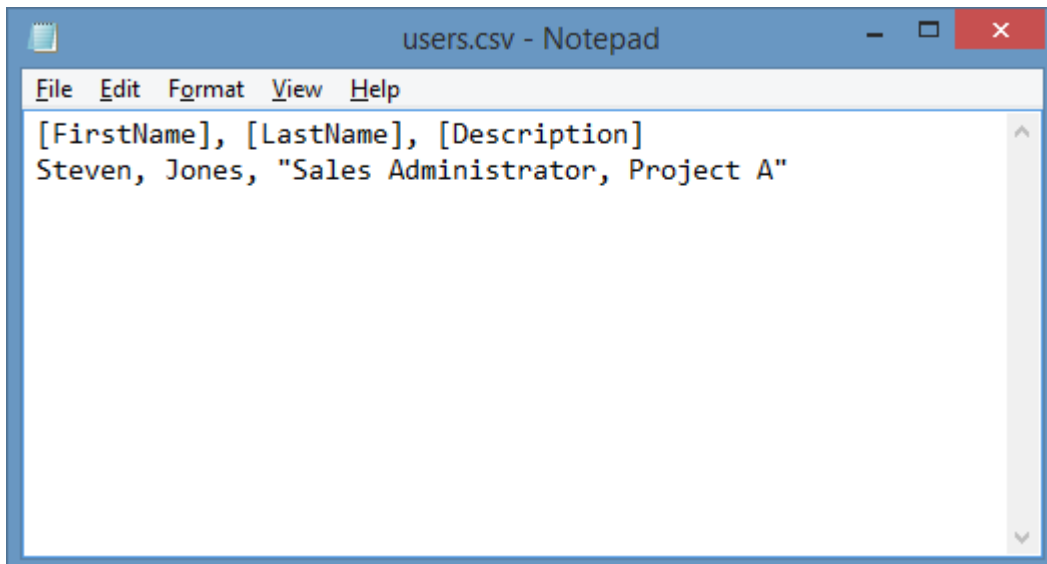 users.csv - Notepad
File Edit Format View Help
[FirstName], [LastName], [Description]
Steven, Jones, "Sales Administrator, Project A"